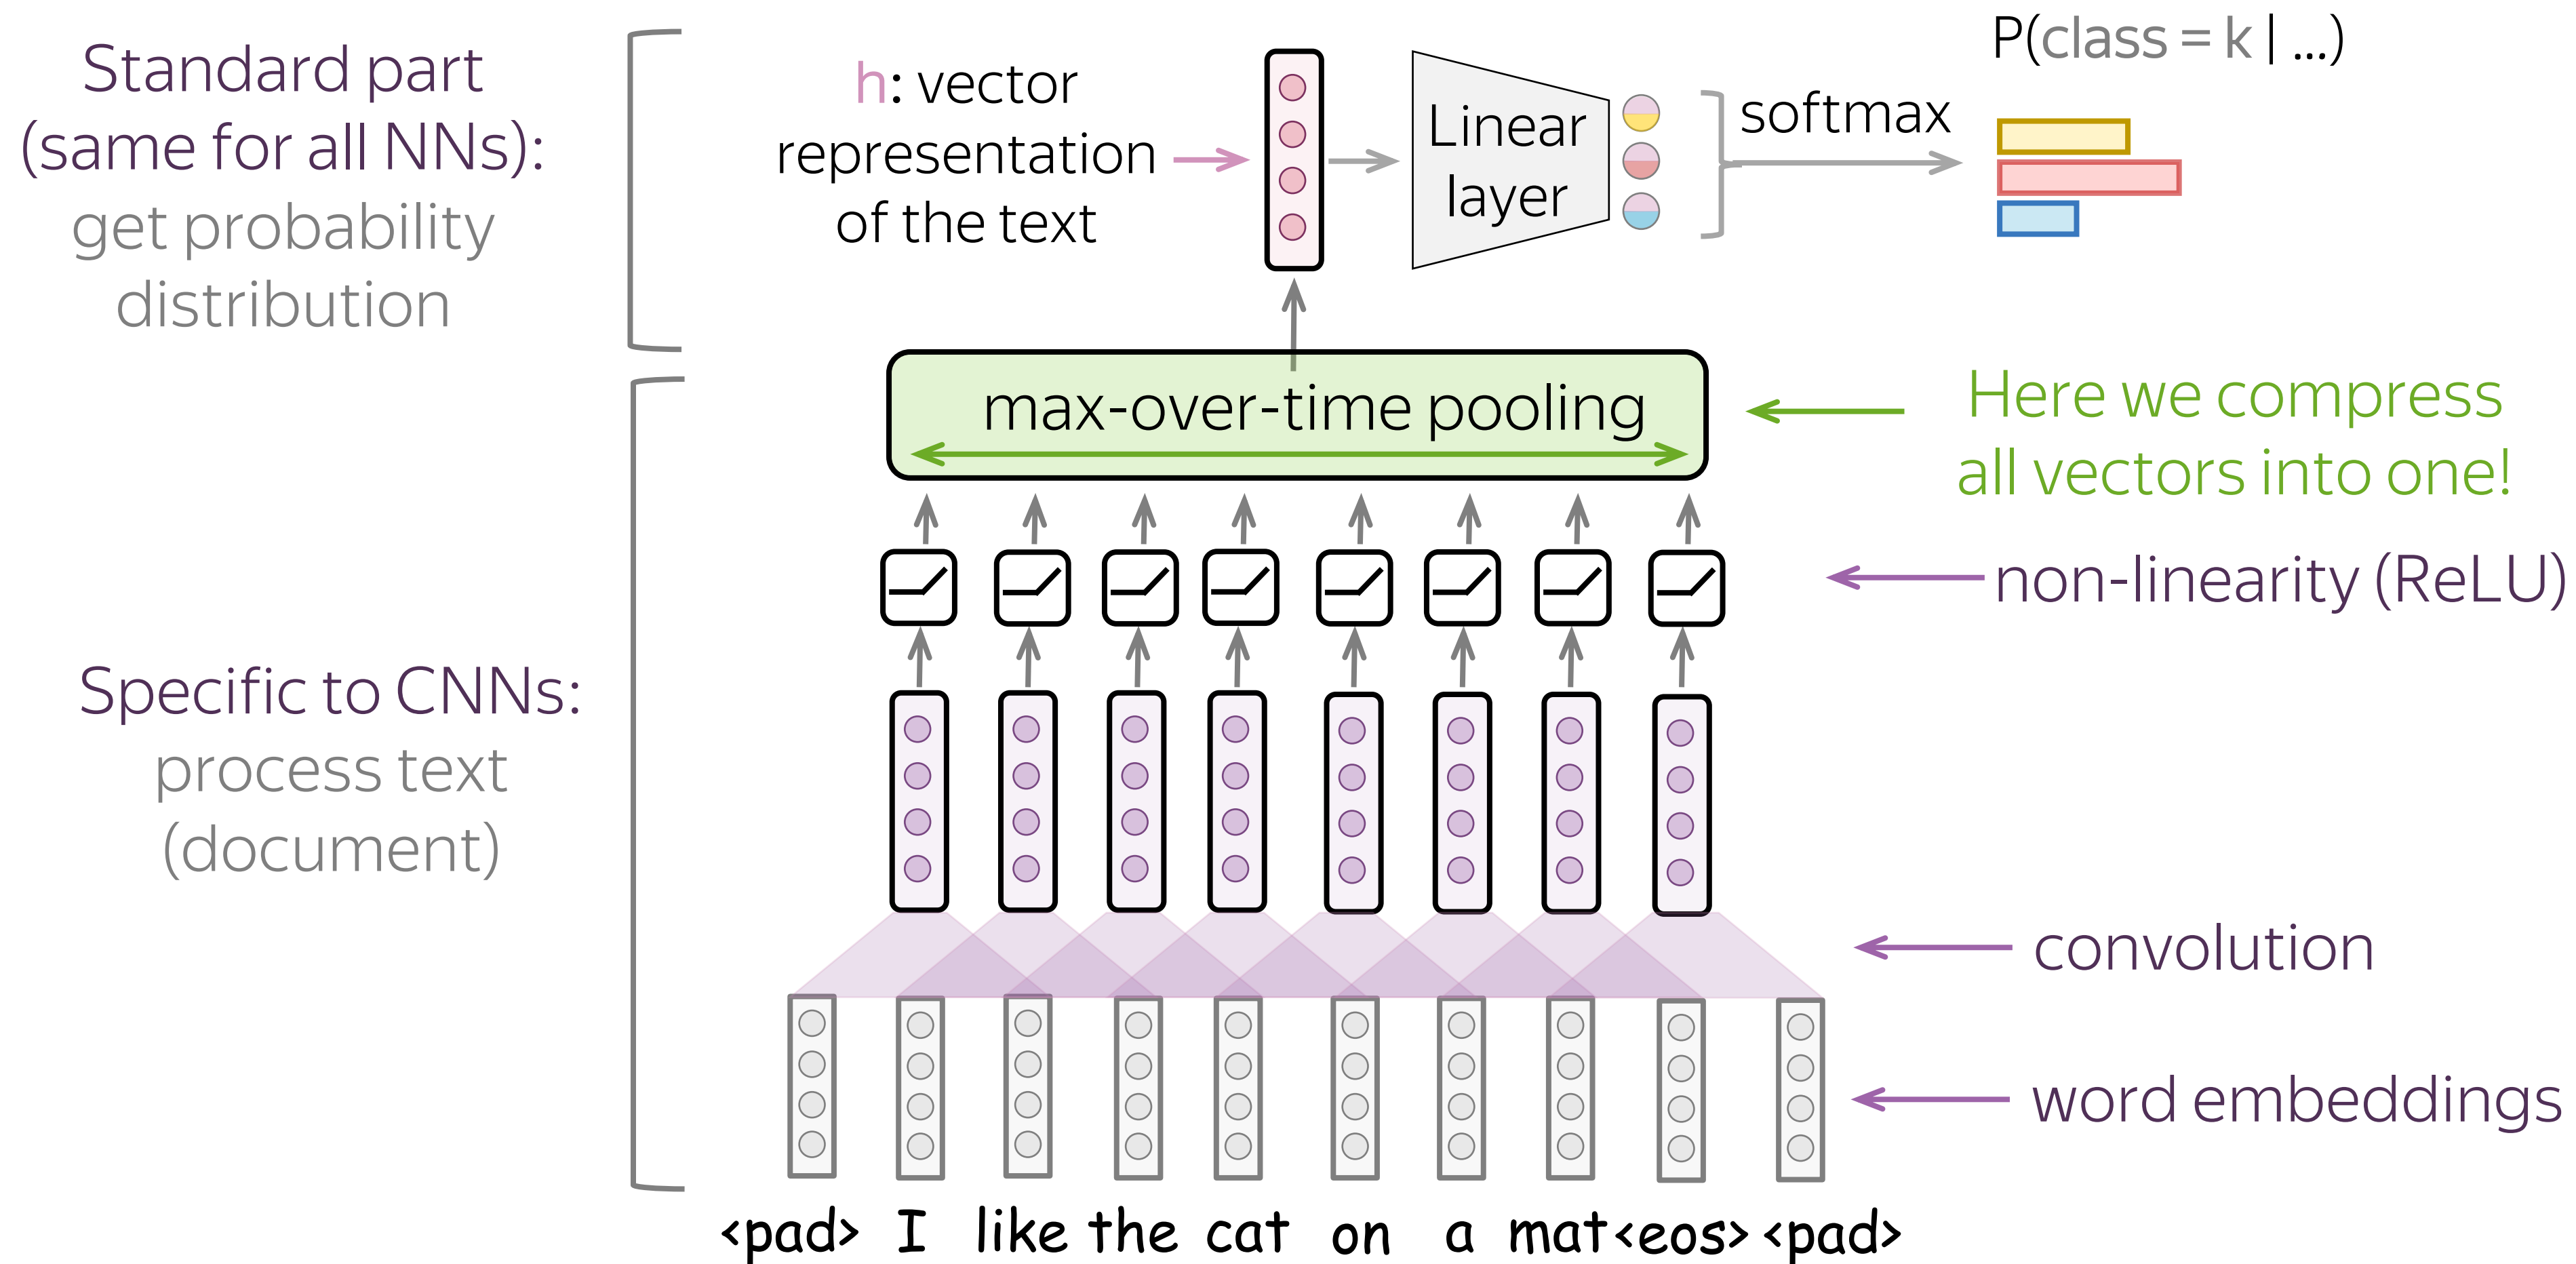 Standard part
(same for all NNs):
get probability
distribution
h: vector
representation
of the text
Linear
layer
softmax
P(class = k | ...)
max-over-time pooling
Here we compress
all vectors into one!
non-linearity (ReLU)
Specific to CNNs:
process text
(document)
convolution
word embeddings
<pad> I like the cat on a mat <eos> <pad>